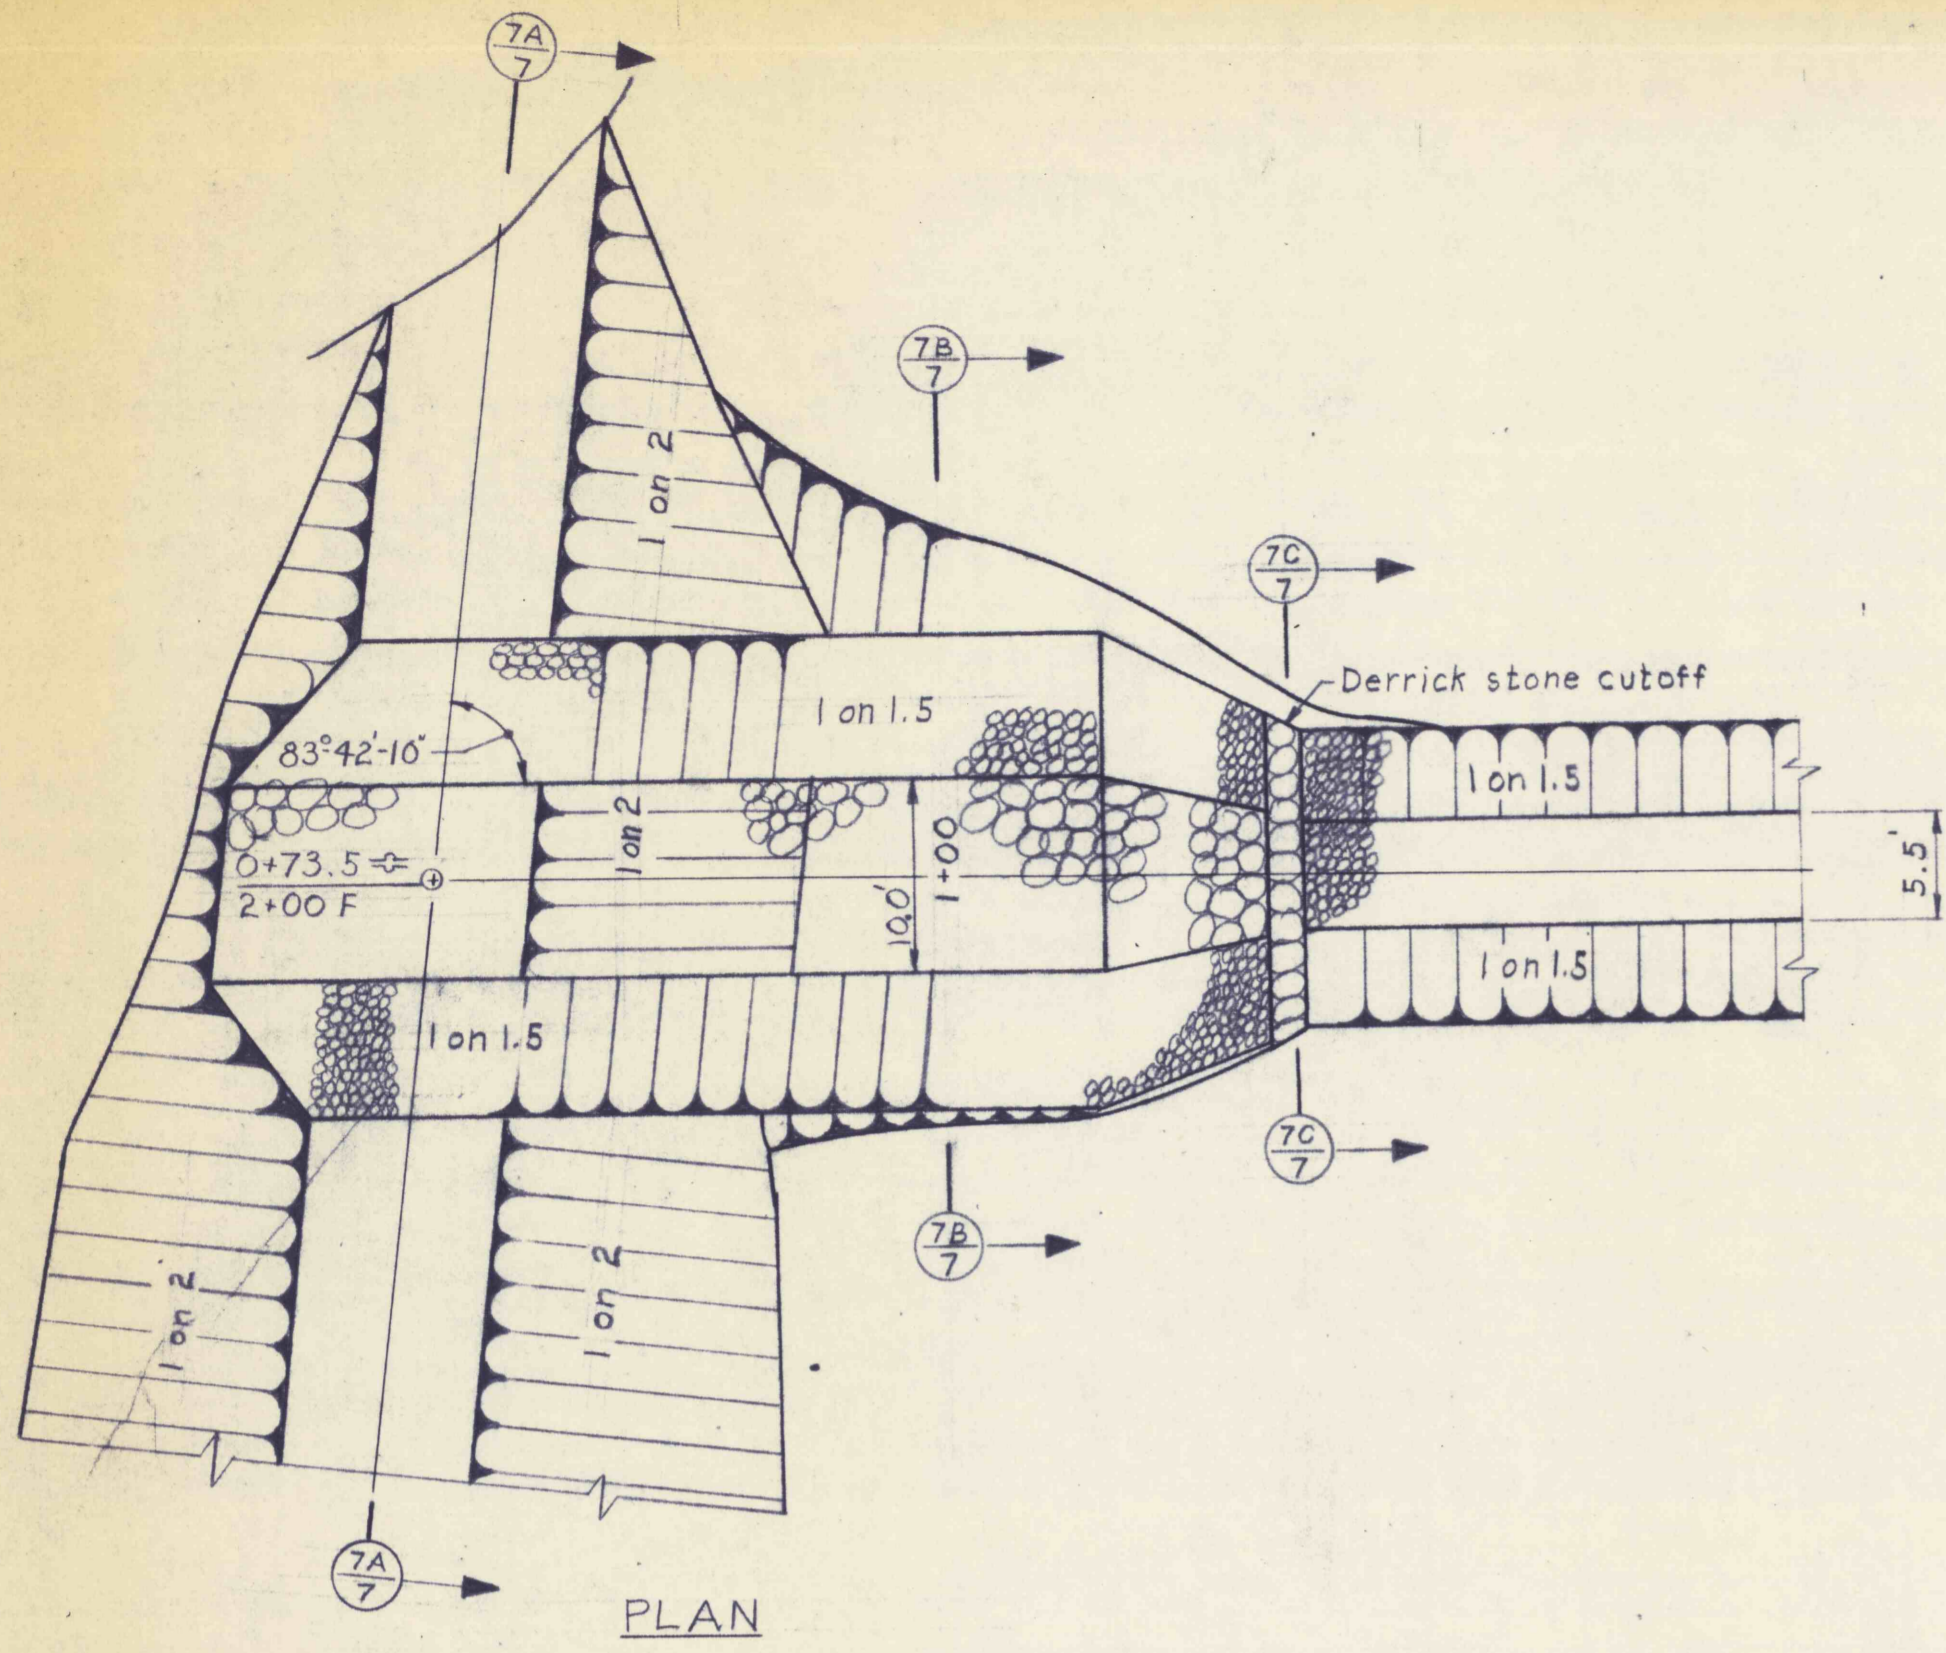 7A
7
7B
7
7C
7
Derrick stone cutoff
1 on 2
1 on 1.5
83°-42'-10"
1 on 1.5
1 on 2
0+73.5
2+00 F
10.0'
1+00
5.5'
1 on 1.5
1 on 1.5
7C
7
7B
7
1 on 2
1 on 2
7A
7
PLAN